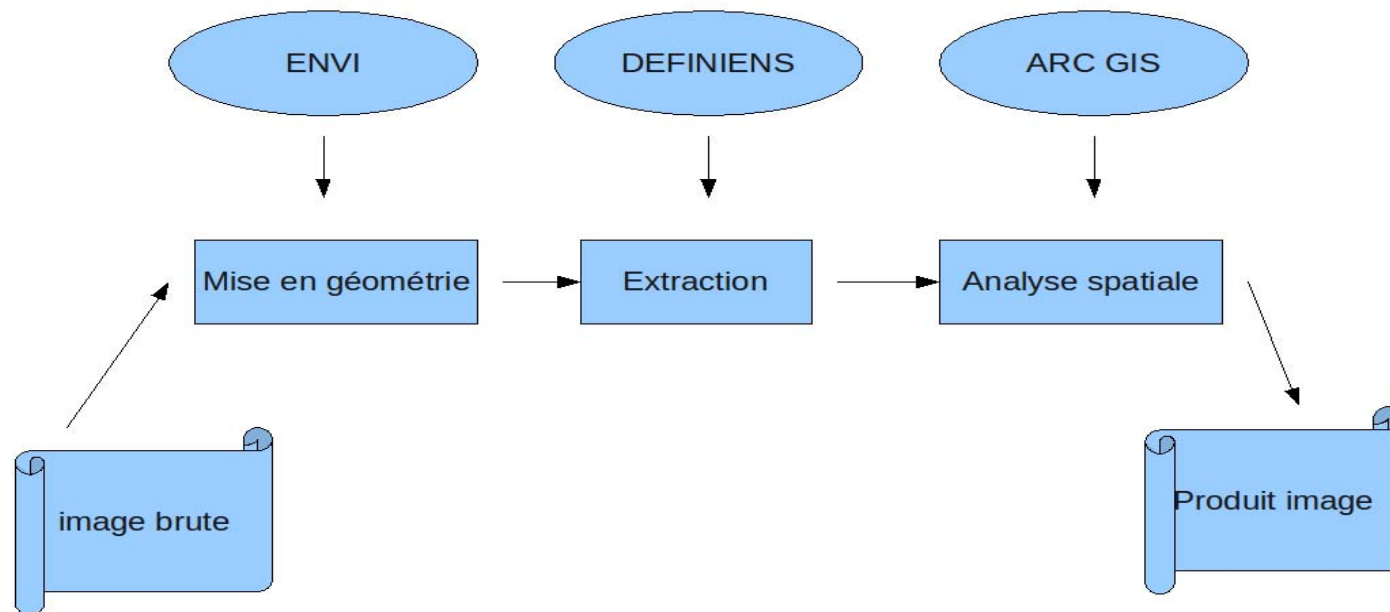 ENVI
DEFINIENS
ARC GIS
Mise en géométrie
Extraction
Analyse spatiale
image brute
Produit image